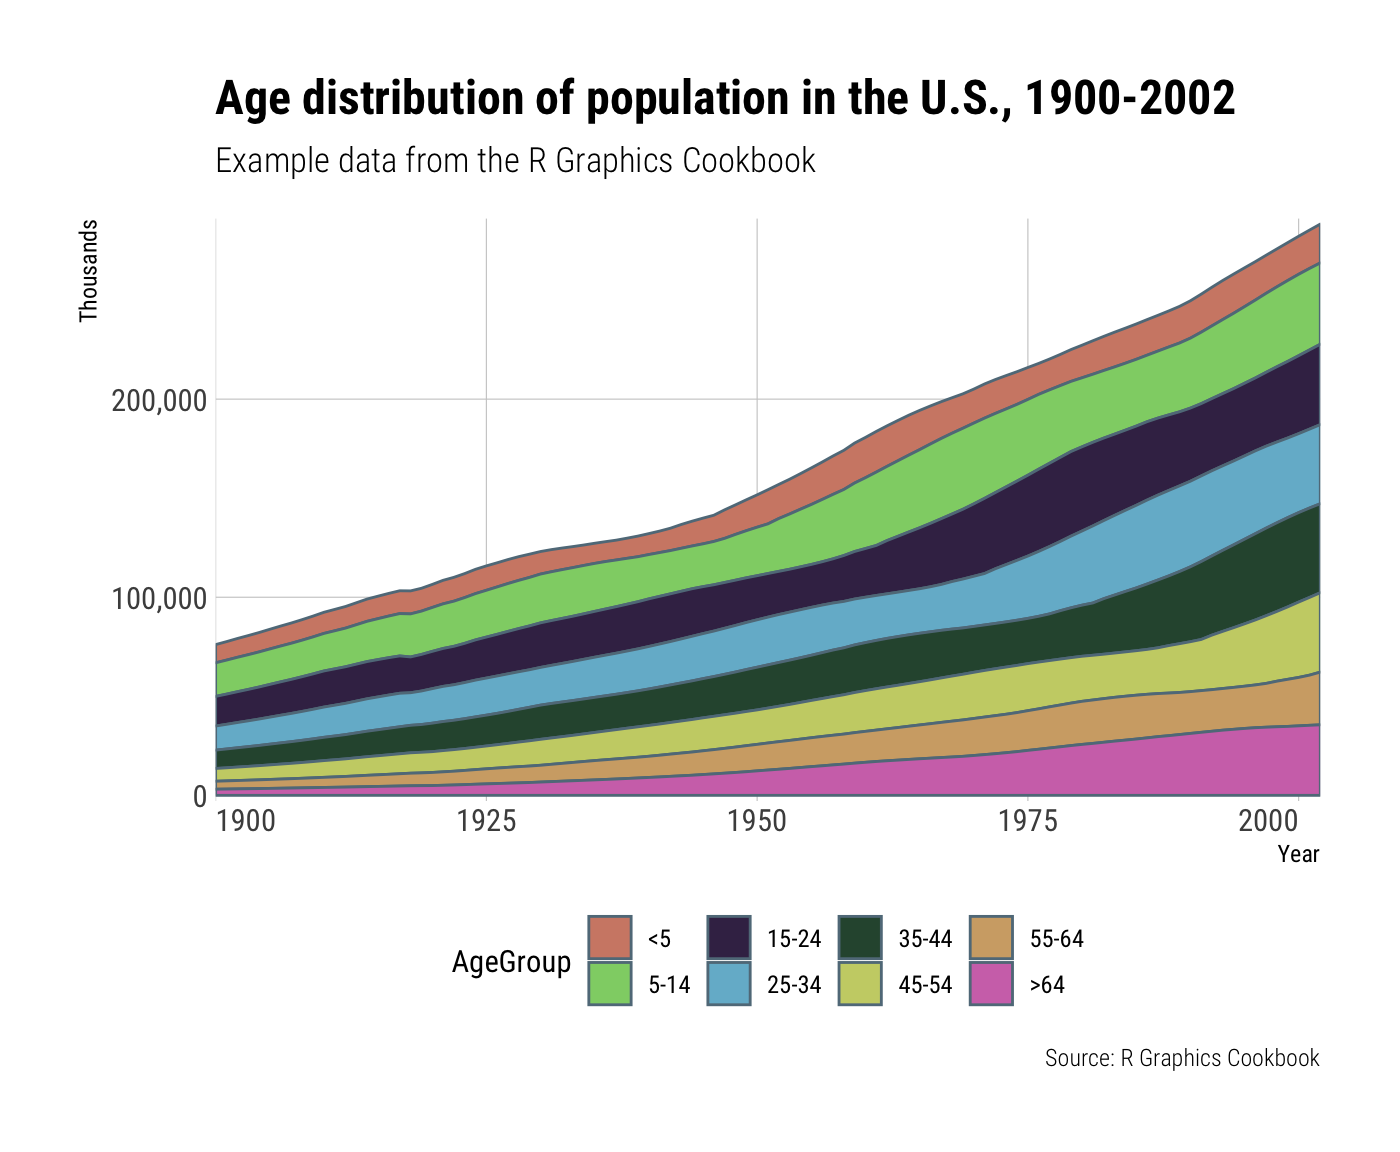 Age distribution of population in the U.S., 1900-2002
Example data from the R Graphics Cookbook
Thousands
200,000
100,000
0
1900 1925 1950 1975 2000
Year
AgeGroup
<5 15-24 35-44 55-64
5-14 25-34 45-54 >64
Source: R Graphics Cookbook